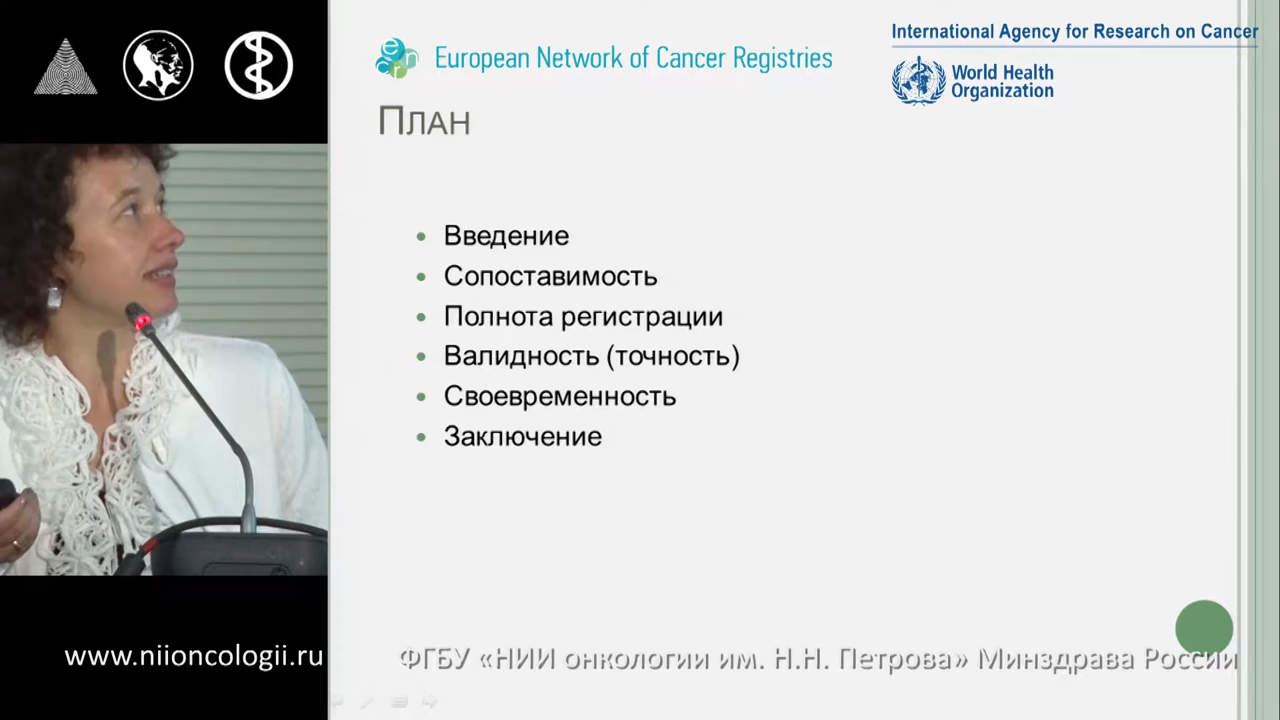 European Network of Cancer Registries
International Agency for Research on Cancer
World Health
Organization
План
Введение
Сопоставимость
Полнота регистрации
Валидность (точность)
Своевременность
Заключение
www.niioncologii.ru
ФГБУ «НИИ онкологии им. Н.Н. Петрова» Минздрава России